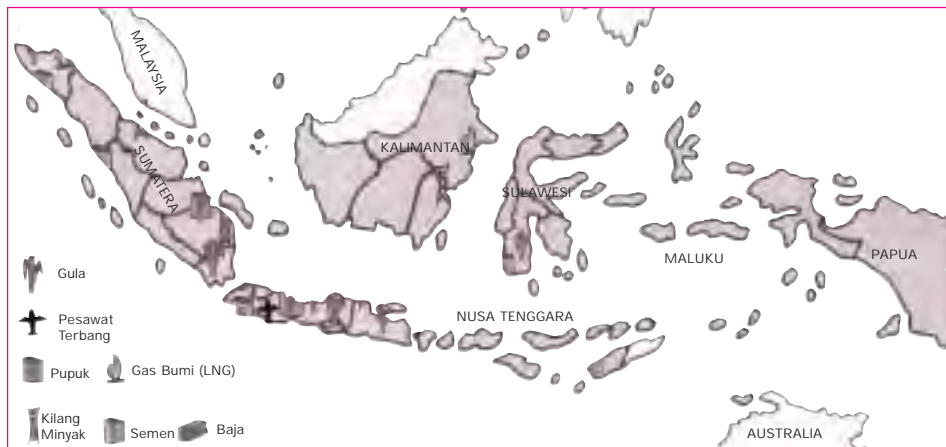 MALAYSIA
SUMATERA
KALIMANTAN
SULAWESI
MALUKU
PAPUA
NUSA TENGGARA
AUSTRALIA
Gula
Pesawat
Terbang
Pupuk
Gas Bumi (LNG)
Kilang
Minyak
Semen
Baja